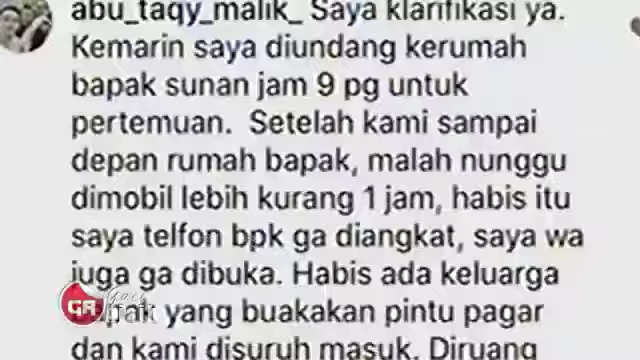 abu_taqy_malik_ Saya klarifikasi ya.
Kemarin saya diundang kerumah
bapak sunan jam 9 pg untuk
pertemuan. Setelah kami sampai
depan rumah bapak, malah nunggu
dimobil lebih kurang 1 jam, habis itu
saya telfon bpk ga diangkat, saya wa
juga ga dibuka. Habis ada keluarga
bapak yang buakakan pintu pagar
dan kami disuruh masuk. Diruang
GR